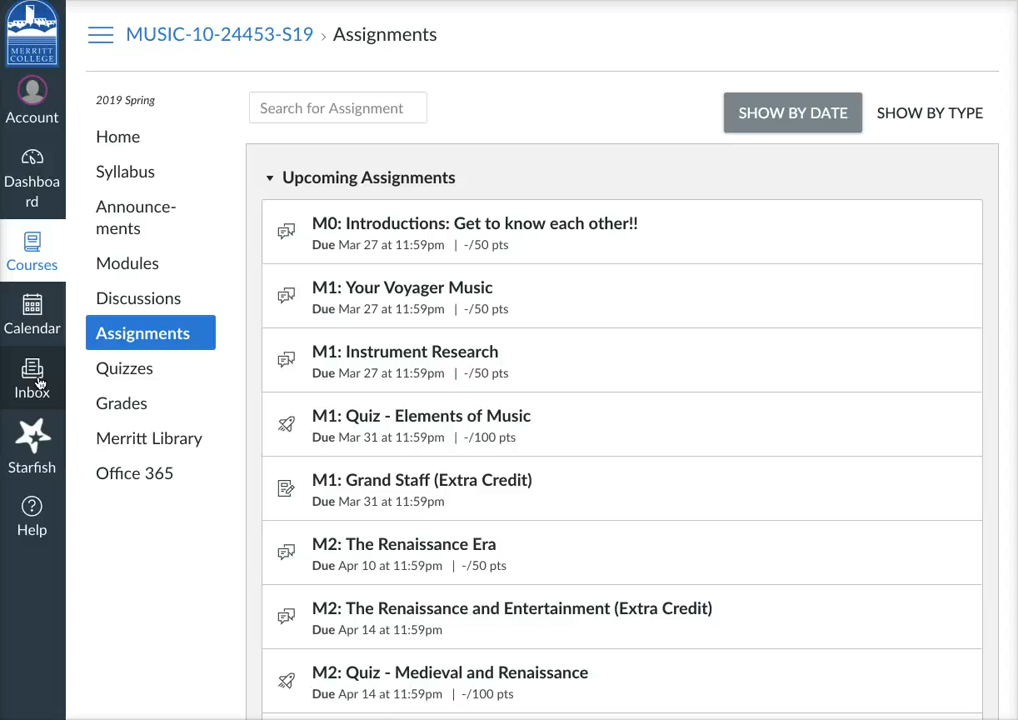 MERRITT
COLLEGE
Account
Dashboa
rd
Courses
Calendar
Inbox
Starfish
Help
MUSIC-10-24453-S19 › Assignments
2019 Spring
Home
Syllabus
Announce-
ments
Modules
Discussions
Assignments
Quizzes
Grades
Merritt Library
Office 365
Search for Assignment
SHOW BY DATE
SHOW BY TYPE
Upcoming Assignments
M0: Introductions: Get to know each other!!
Due Mar 27 at 11:59pm | -/50 pts
M1: Your Voyager Music
Due Mar 27 at 11:59pm | -/50 pts
M1: Instrument Research
Due Mar 27 at 11:59pm | -/50 pts
M1: Quiz - Elements of Music
Due Mar 31 at 11:59pm | -/100 pts
M1: Grand Staff (Extra Credit)
Due Mar 31 at 11:59pm
M2: The Renaissance Era
Due Apr 10 at 11:59pm | -/50 pts
M2: The Renaissance and Entertainment (Extra Credit)
Due Apr 14 at 11:59pm
M2: Quiz - Medieval and Renaissance
Due Apr 14 at 11:59pm | -/100 pts